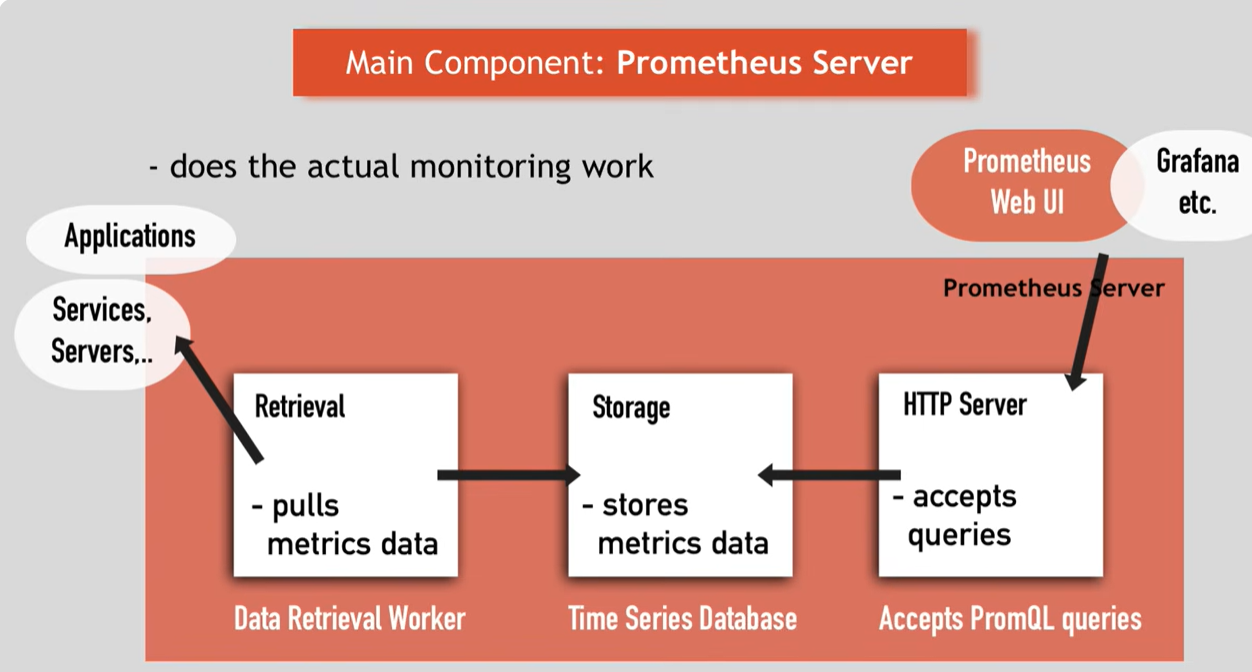 Main Component: Prometheus Server
- does the actual monitoring work
Prometheus
Web UI
Grafana
etc.
Applications
Services,
Servers,..
Prometheus Server
Retrieval
- pulls
metrics data
Data Retrieval Worker
Storage
- stores
metrics data
Time Series Database
HTTP Server
- accepts
queries
Accepts PromQL queries